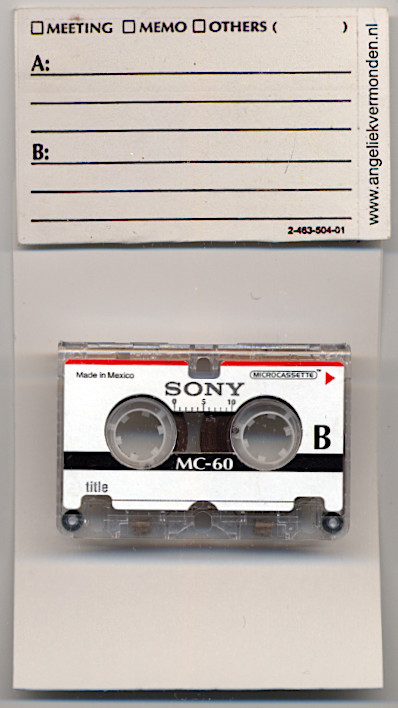 MEETING MEMO OTHERS ( )
A:
B:
2-463-504-01
www.angeliekvermonden.nl
Made in Mexico
MICROCASSETTE™
SONY
0 5 10
B
MC-60
title